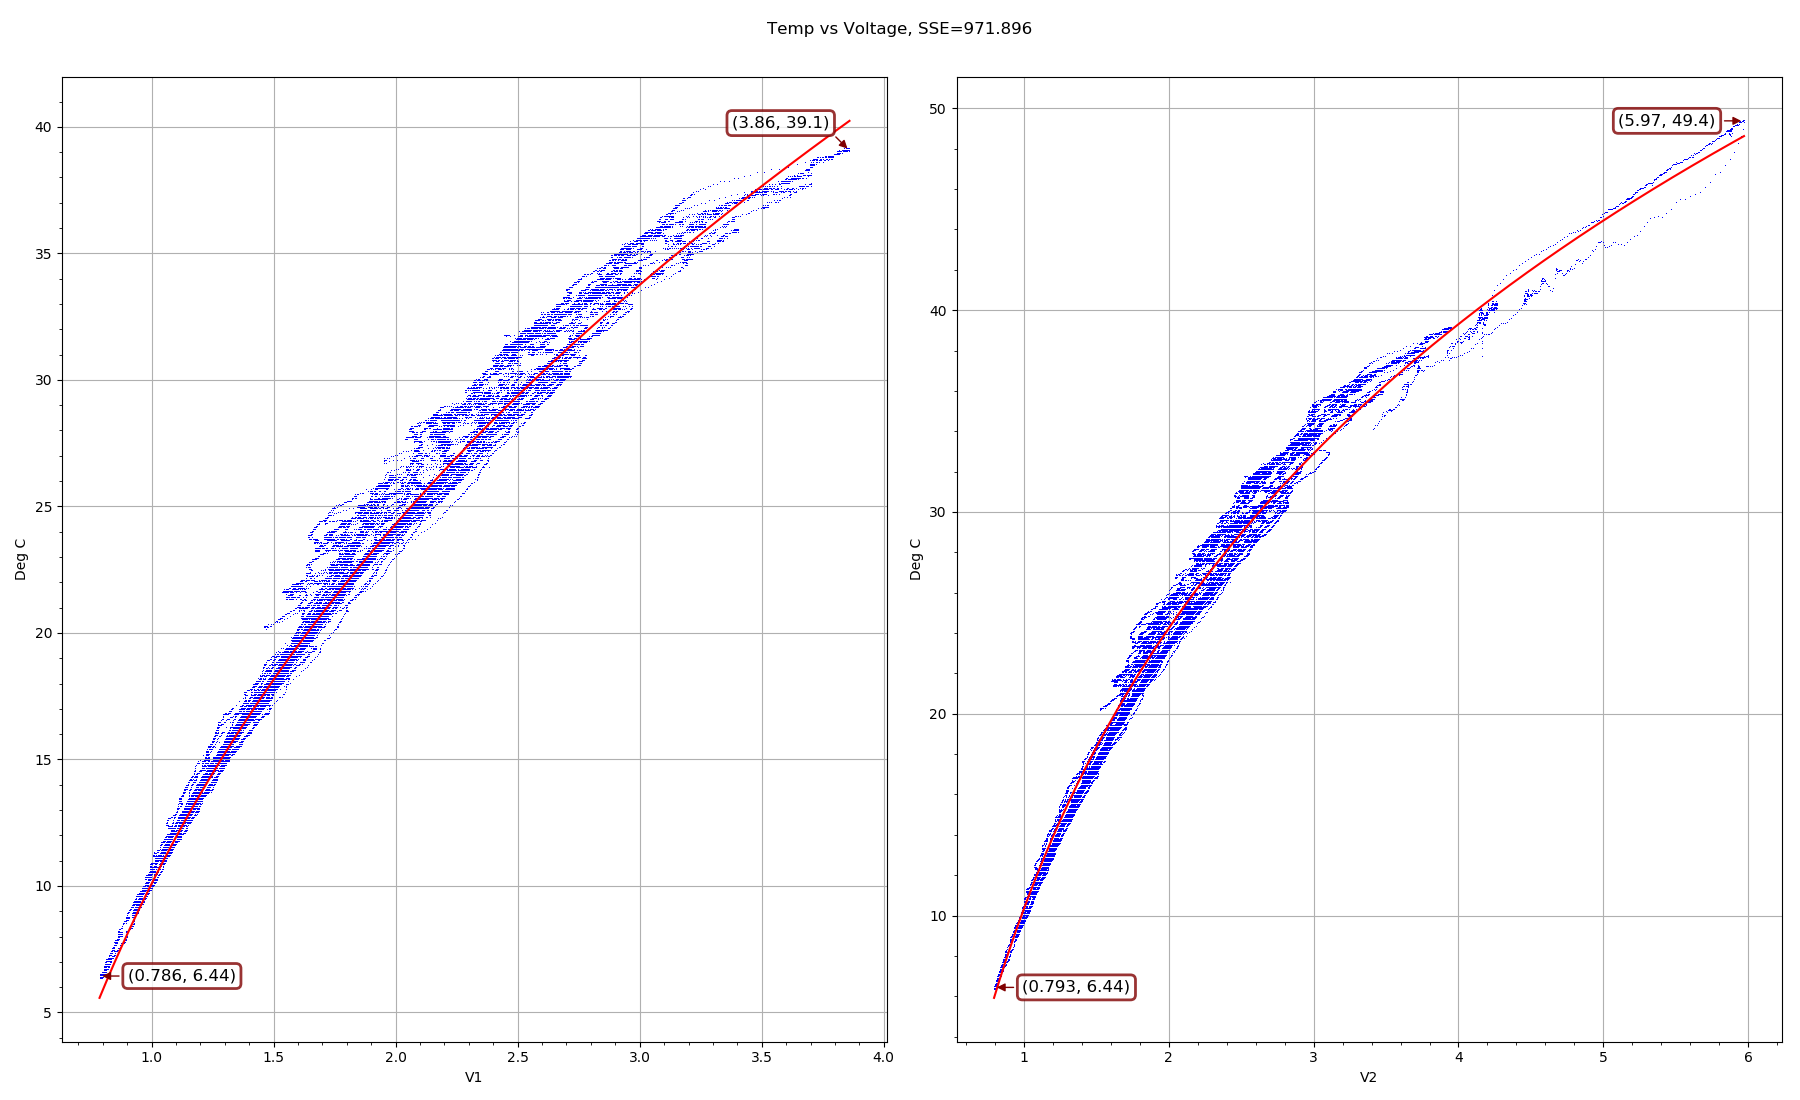 Temp vs Voltage, SSE=971.896
(3.86, 39.1)
(0.786, 6.44)
40
35
30
25
20
15
10
5
Deg C
1.0 1.5 2.0 2.5 3.0 3.5 4.0
V1
(5.97, 49.4)
(0.793, 6.44)
50
40
30
20
10
Deg C
1 2 3 4 5 6
V2